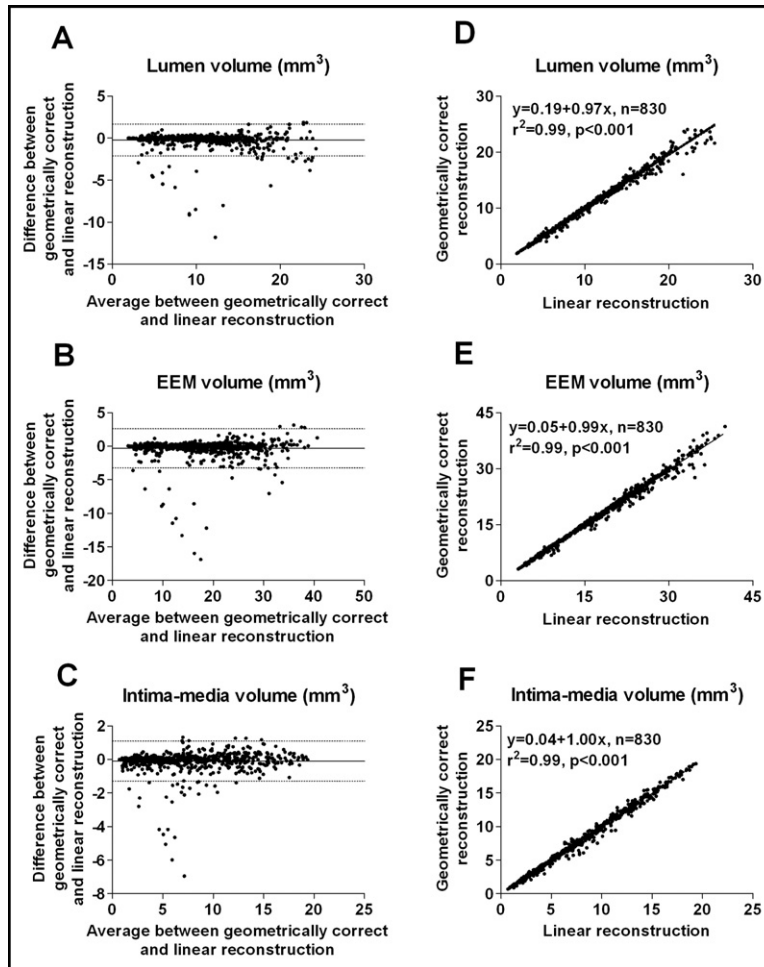 A
Lumen volume (mm³)
5
0
-5
-10
-15
0 10 20 30
Difference between
geometrically correct
and linear reconstruction
Average between geometrically correct
and linear reconstruction
D
Lumen volume (mm³)
y=0.19+0.97x, n=830
r²=0.99, p<0.001
30
20
10
0
0 10 20 30
Geometrically correct
reconstruction
Linear reconstruction
B
EEM volume (mm³)
10
5
0
-5
-10
-15
-20
0 10 20 30 40 50
Difference between
geometrically correct
and linear reconstruction
Average between geometrically correct
and linear reconstruction
E
EEM volume (mm³)
y=0.05+0.99x, n=830
r²=0.99, p<0.001
45
30
15
0
0 15 30 45
Geometrically correct
reconstruction
Linear reconstruction
C
Intima-media volume (mm³)
2
0
-2
-4
-6
-8
0 5 10 15 20 25
Difference between
geometrically correct
and linear reconstruction
Average between geometrically correct
and linear reconstruction
F
Intima-media volume (mm³)
y=0.04+1.00x, n=830
r²=0.99, p<0.001
25
20
15
10
5
0
0 5 10 15 20 25
Geometrically correct
reconstruction
Linear reconstruction